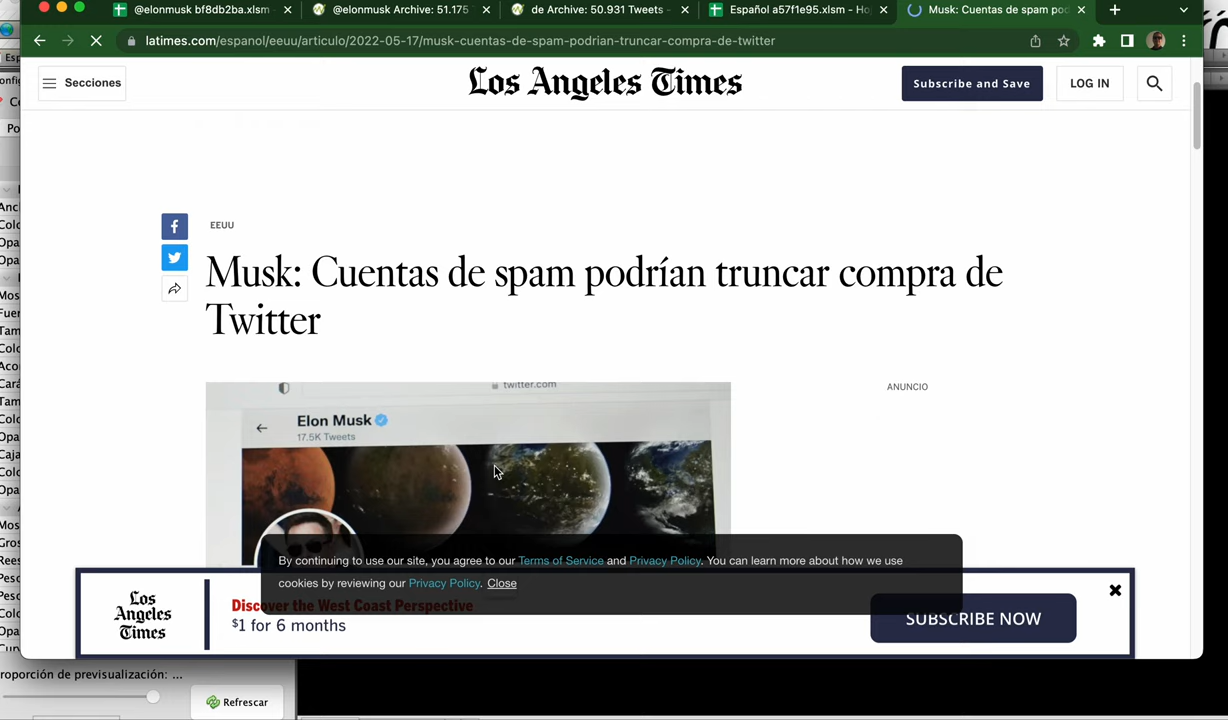 @elonmusk bf8db2ba.xlsm - ×
@elonmusk Archive: 51.175 ×
de Archive: 50.931 Tweets - ×
Español a57f1e95.xlsm - Ho ×
Musk: Cuentas de spam pod ×
latimes.com/espanol/eeuu/articulo/2022-05-17/musk-cuentas-de-spam-podrian-truncar-compra-de-twitter
Secciones
Los Angeles Times
Subscribe and Save
LOG IN
EEUU
Musk: Cuentas de spam podrían truncar compra de
Twitter
ANUNCIO
twitter.com
Elon Musk
17.5K Tweets
By continuing to use our site, you agree to our Terms of Service and Privacy Policy. You can learn more about how we use
cookies by reviewing our Privacy Policy. Close
Los
Angeles
Times
Discover the West Coast Perspective
$1 for 6 months
SUBSCRIBE NOW
roporción de previsualización: ...
Refrescar